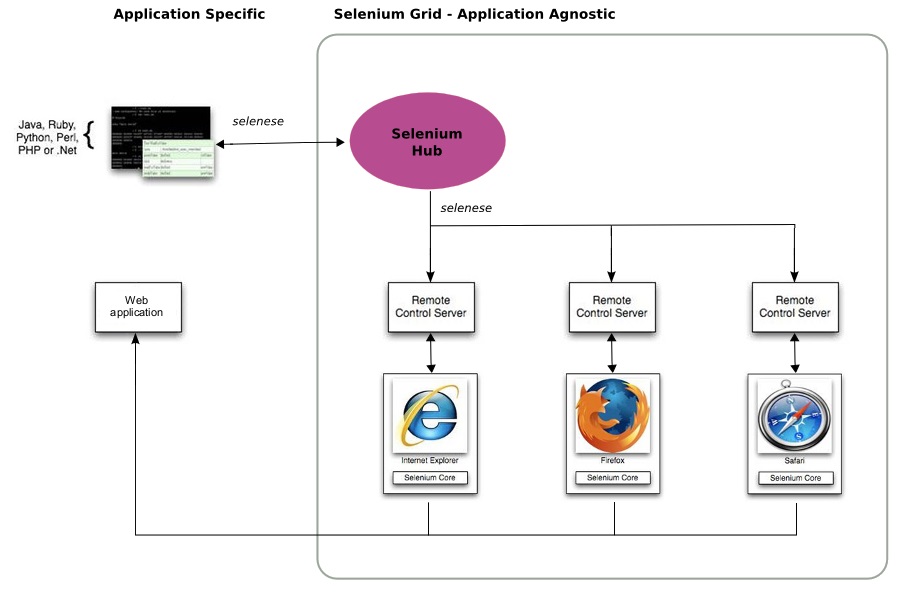 Application Specific
Selenium Grid - Application Agnostic
Java, Ruby,
Python, Perl,
PHP or .Net
selenese
Selenium
Hub
selenese
Web
application
Remote
Control Server
Remote
Control Server
Remote
Control Server
Internet Explorer
Selenium Core
Firefox
Selenium Core
Safari
Selenium Core